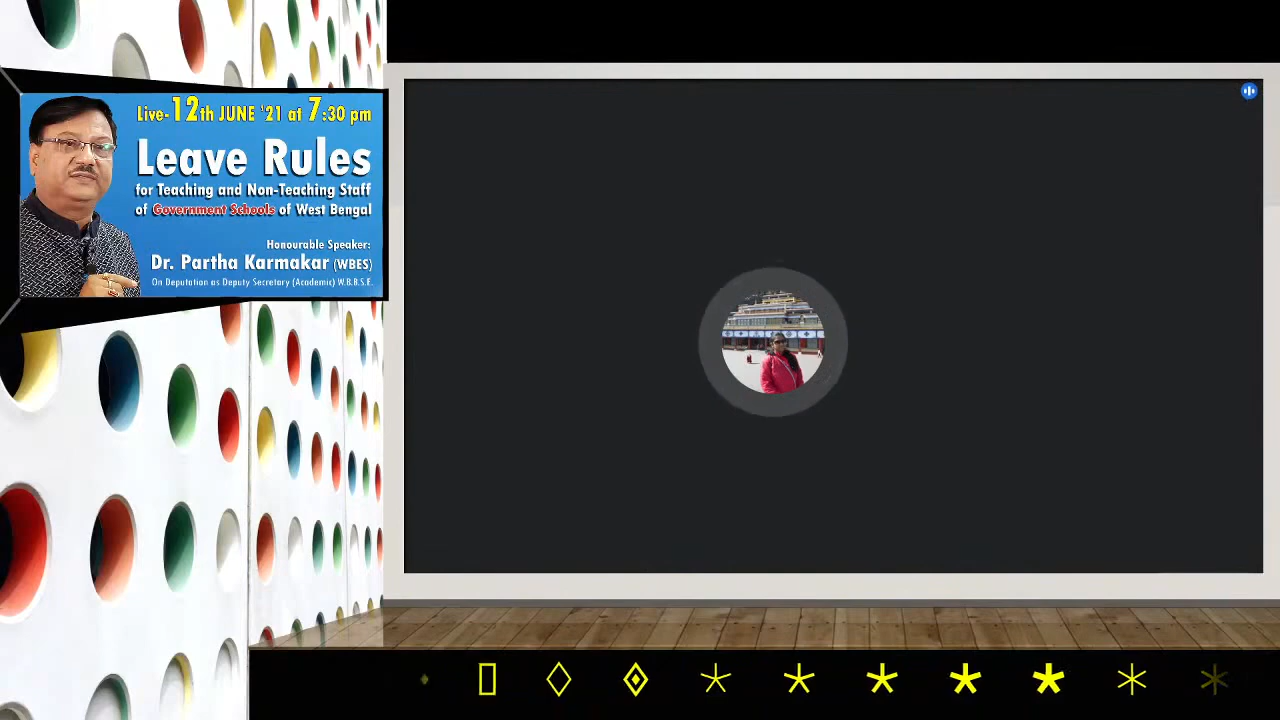 Live-12th JUNE '21 at 7:30 pm
Leave Rules
for Teaching and Non-Teaching Staff
of Government Schools of West Bengal
Honourable Speaker:
Dr. Partha Karmakar (WBES)
On Deputation as Deputy Secretary (Academic) W.B.B.S.E.